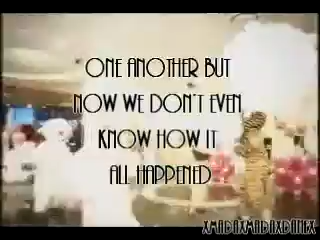 ONE ANOTHER BUT
NOW WE DON'T EVEN
KNOW HOW IT
ALL HAPPENED